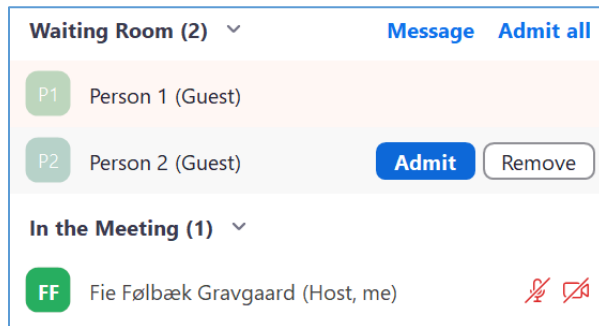 Waiting Room (2) Message Admit all
P1 Person 1 (Guest)
P2 Person 2 (Guest) Admit Remove
In the Meeting (1)
FF Fie Følbæk Gravgaard (Host, me)